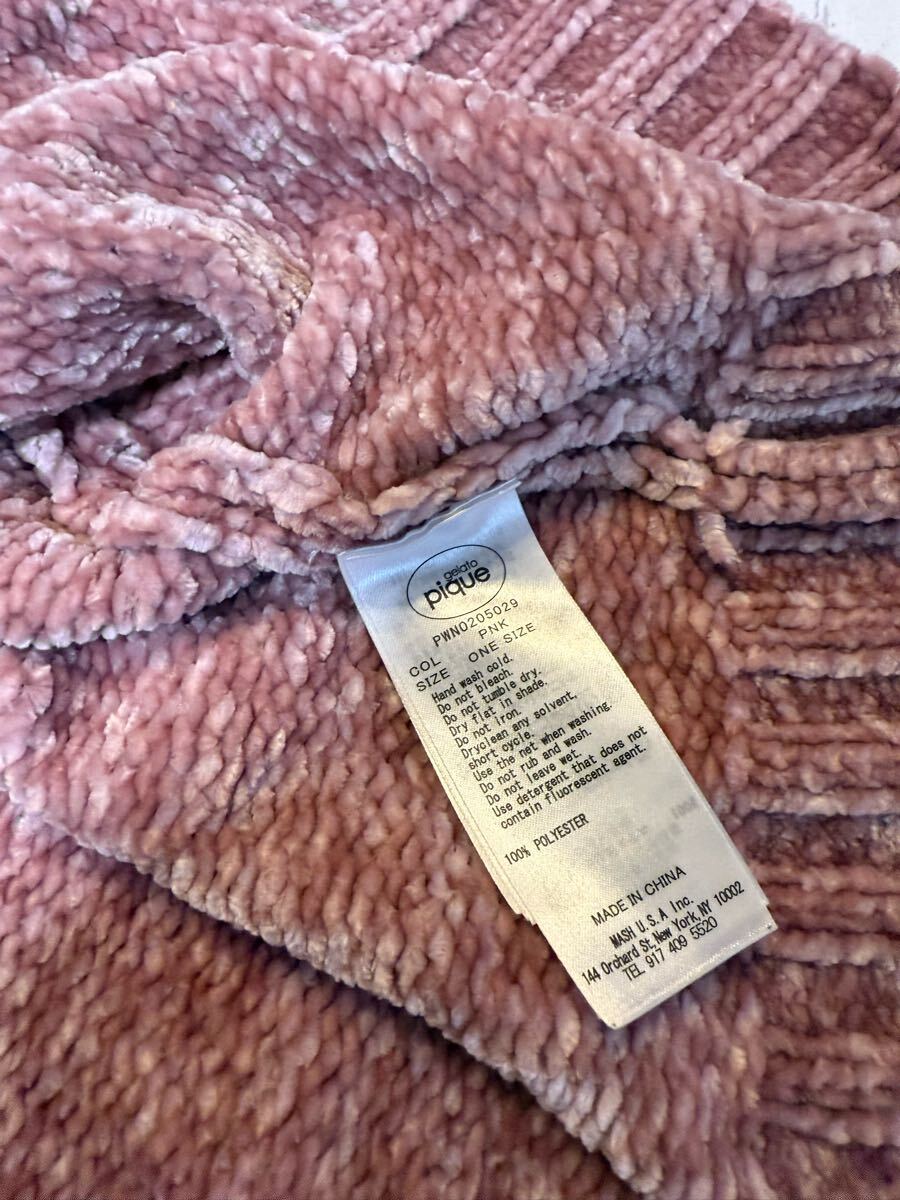 gelato
pique
PWN0205029
COL PNK
SIZE ONE SIZE
Hand wash cold.
Do not bleach.
Do not tumble dry.
Dry flat in shade.
Do not iron.
Dryclean any solvent,
short cycle.
Use the net when washing.
Do not rub and wash.
Do not leave wet.
Use detergent that does not
contain fluorescent agent.
100% POLYESTER
MADE IN CHINA
MASH U.S.A Inc.
144 Orchard St, New York, NY 10002
TEL 917 409 5520